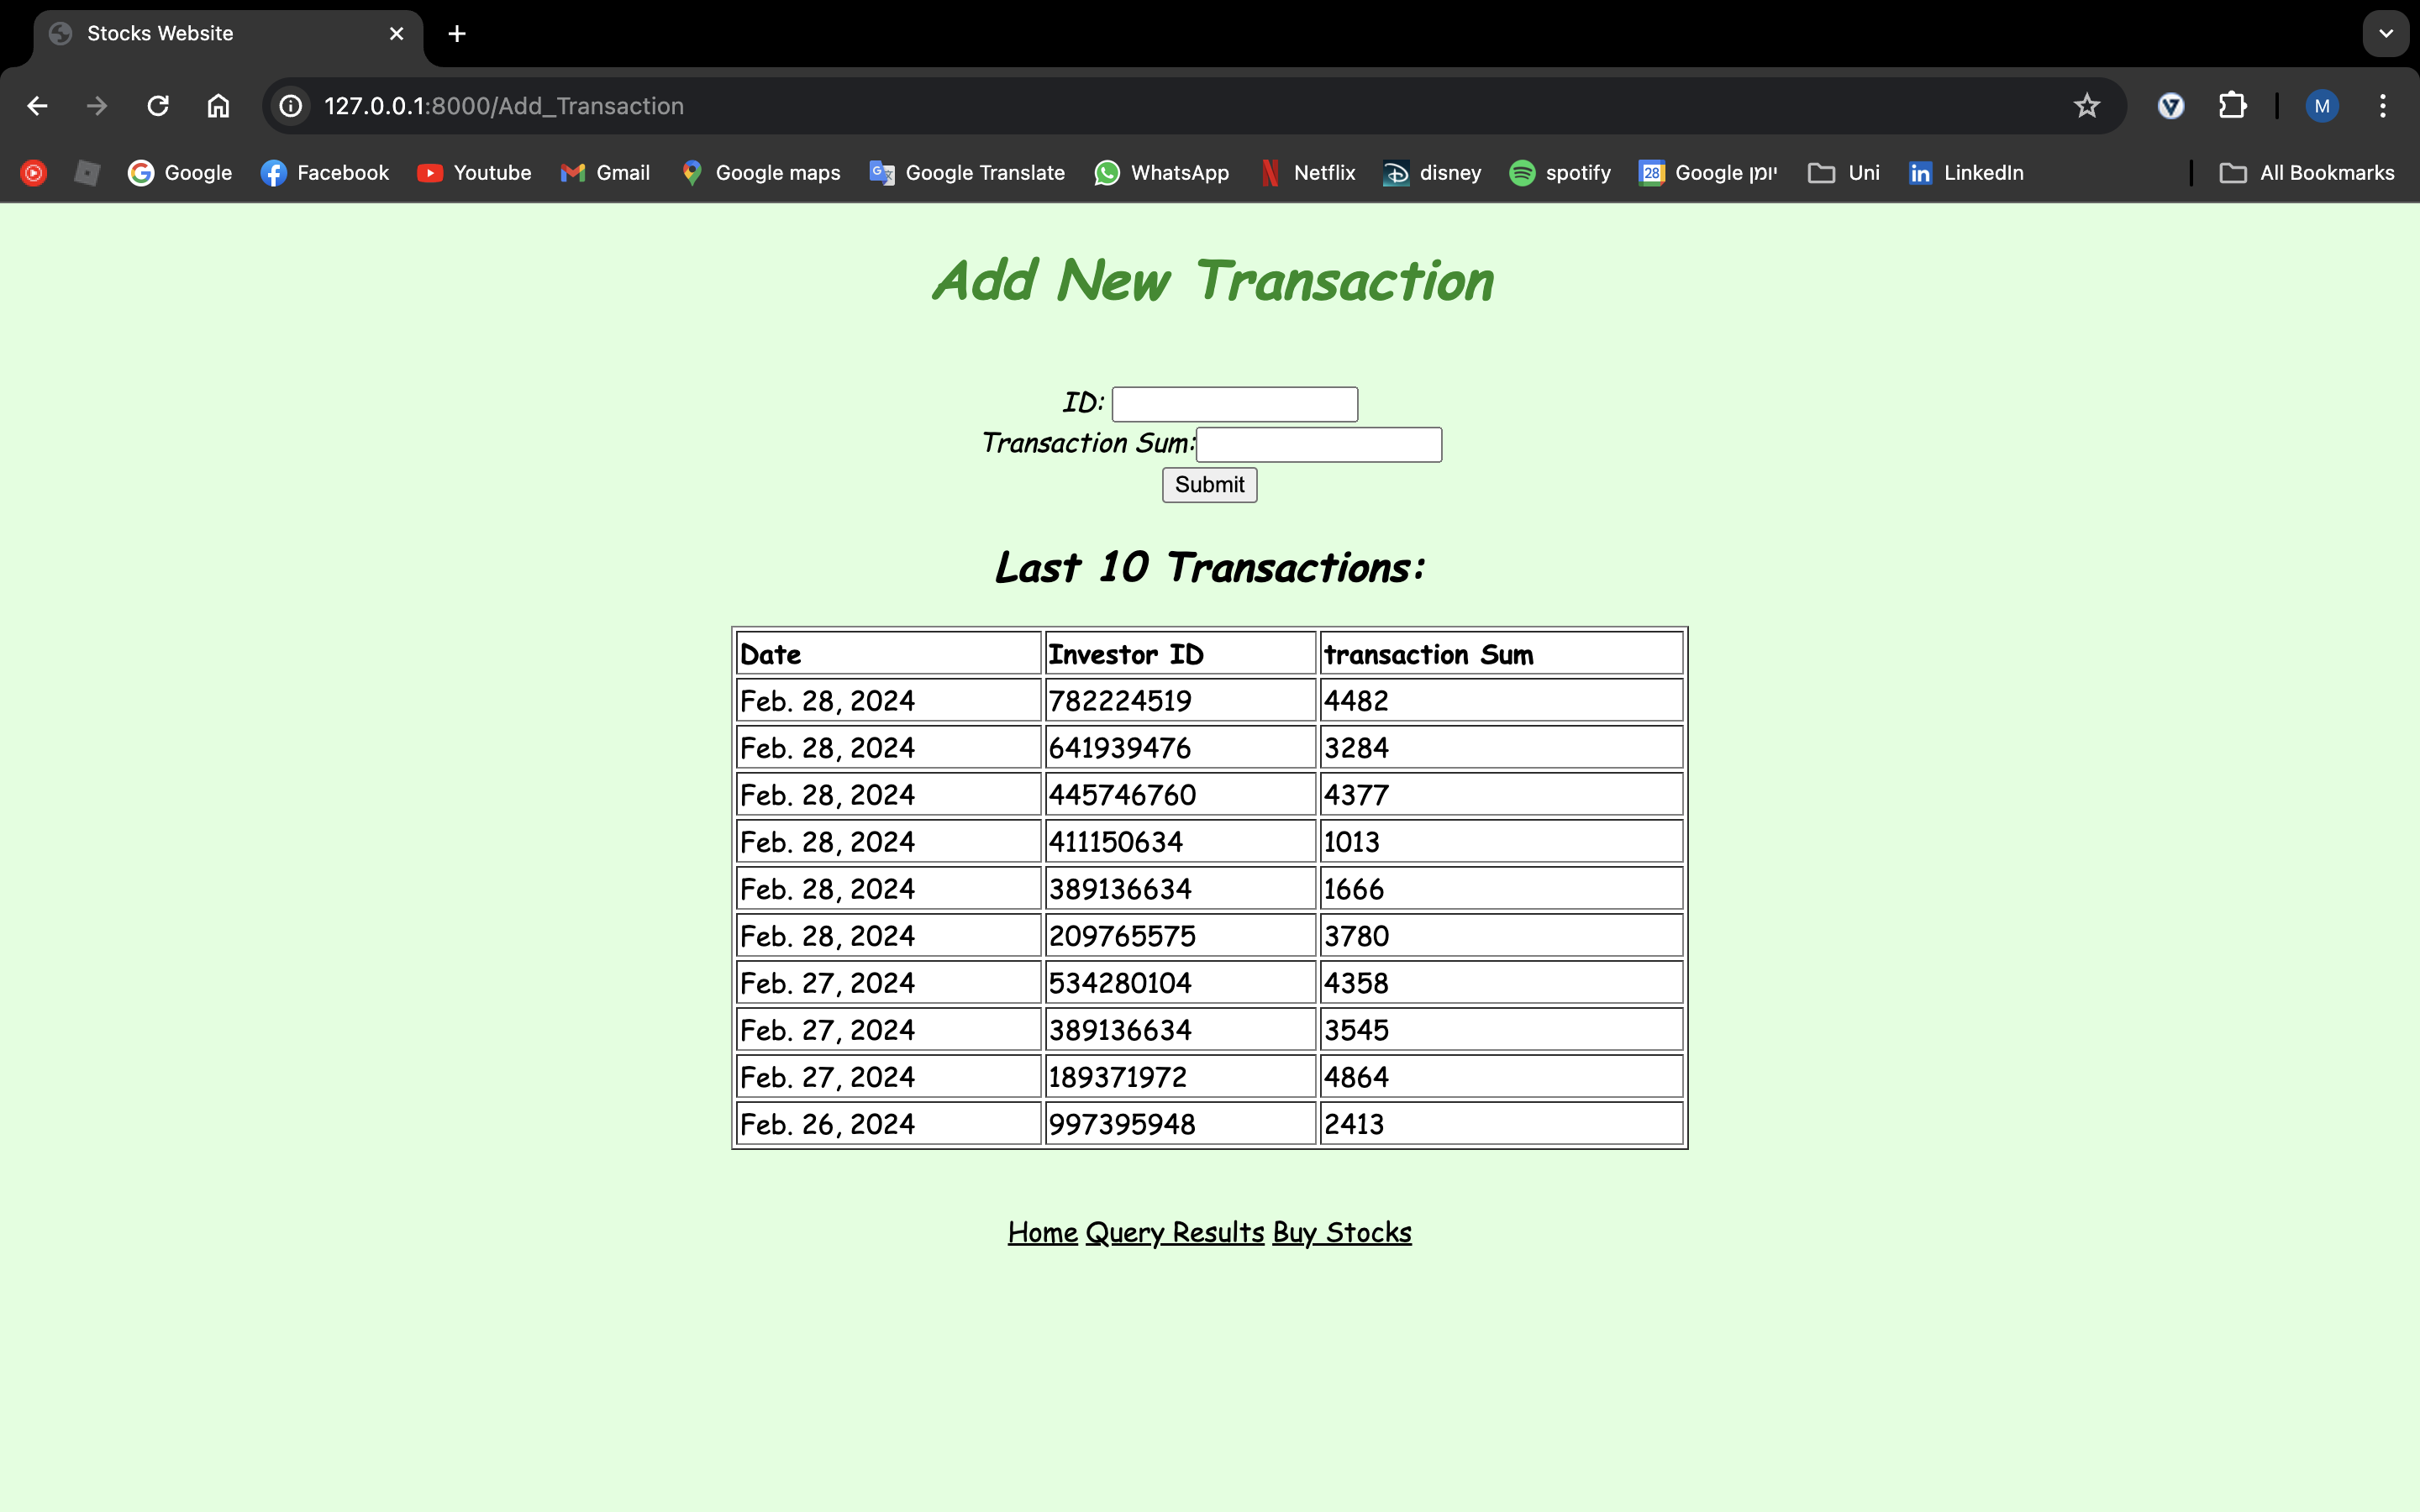 Stocks Website
127.0.0.1:8000/Add_Transaction
M
Google Facebook Youtube Gmail Google maps Google Translate WhatsApp Netflix disney spotify 28 Google יומן Uni LinkedIn All Bookmarks
Add New Transaction
ID:
Transaction Sum:
Submit
Last 10 Transactions:
Date Investor ID transaction Sum
Feb. 28, 2024 782224519 4482
Feb. 28, 2024 641939476 3284
Feb. 28, 2024 445746760 4377
Feb. 28, 2024 411150634 1013
Feb. 28, 2024 389136634 1666
Feb. 28, 2024 209765575 3780
Feb. 27, 2024 534280104 4358
Feb. 27, 2024 389136634 3545
Feb. 27, 2024 189371972 4864
Feb. 26, 2024 997395948 2413
Home Query Results Buy Stocks